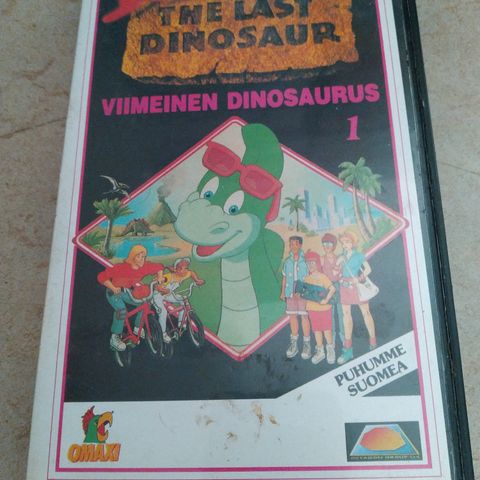 THE LAST
DINOSAUR
VIIMEINEN DINOSAURUS
1
PUHUMME
SUOMEA
OMAXI